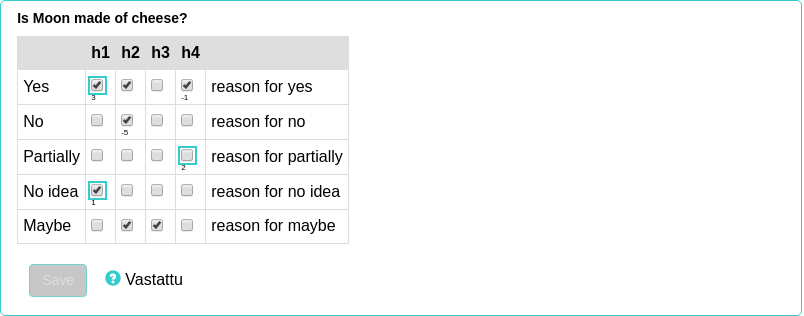 Is Moon made of cheese?
h1 h2 h3 h4
Yes reason for yes
3 -1
No reason for no
-5
Partially reason for partially
2
No idea reason for no idea
1
Maybe reason for maybe
Save ? Vastattu